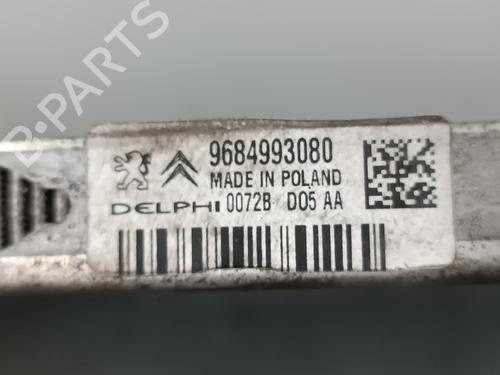 B-PARTS
9684993080
MADE IN POLAND
DELPHI 0072B D05 AA